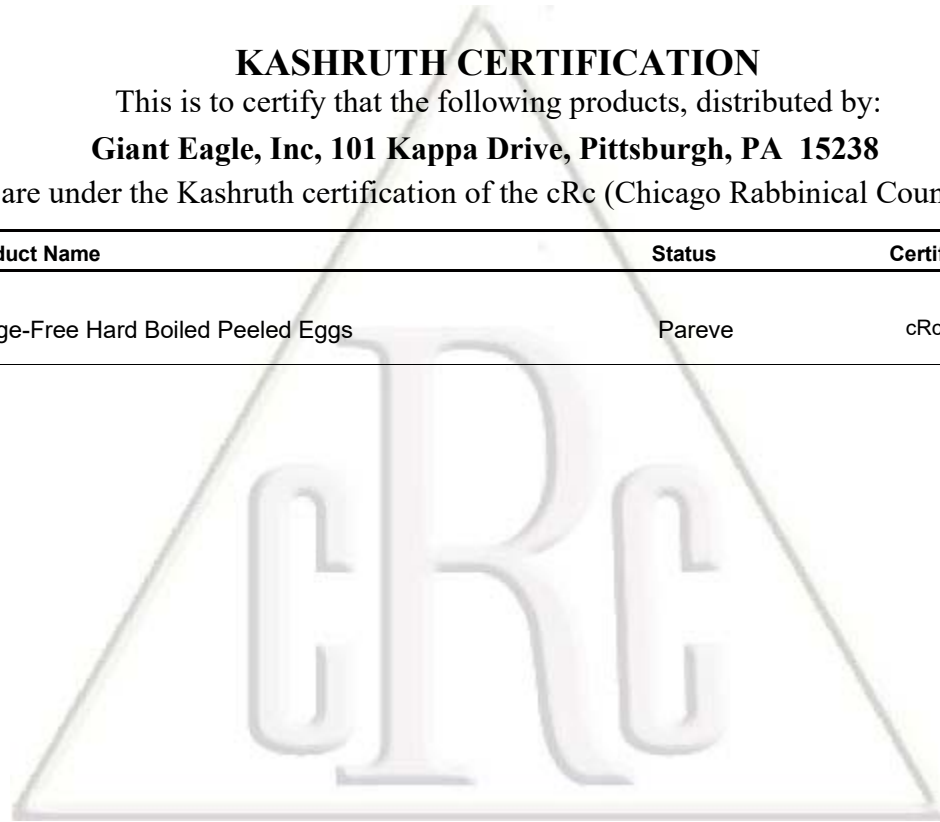 KASHRUTH CERTIFICATION
This is to certify that the following products, distributed by:
Giant Eagle, Inc, 101 Kappa Drive, Pittsburgh, PA 15238
are under the Kashruth certification of the cRc (Chicago Rabbinical Coun
duct Name Status Certif
ge-Free Hard Boiled Peeled Eggs Pareve cRc
cRc